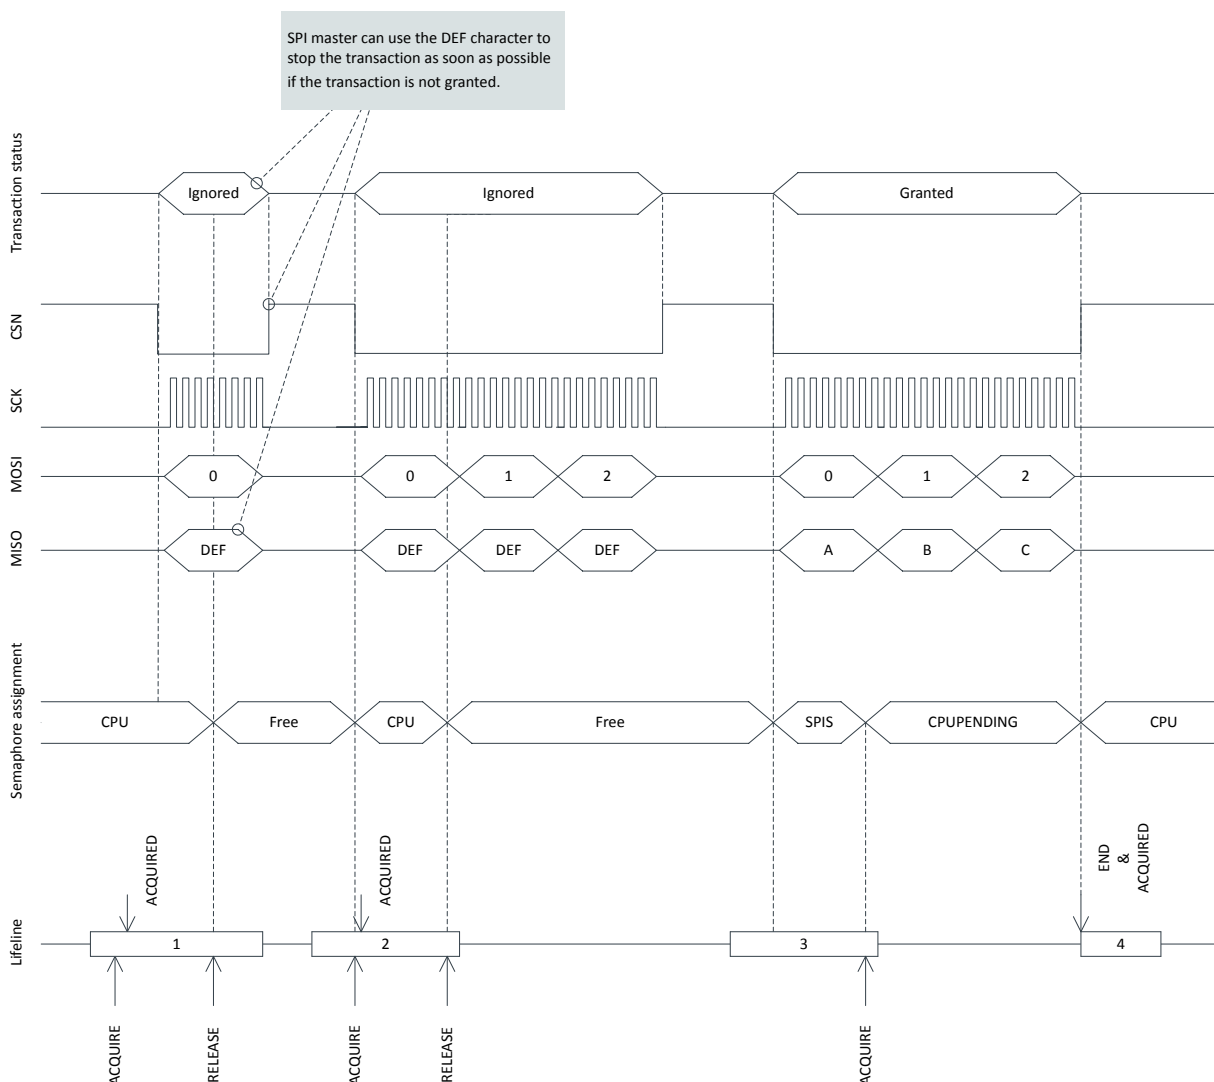 SPI master can use the DEF character to
stop the transaction as soon as possible
if the transaction is not granted.
Transaction status
Ignored
Ignored
Granted
CSN
SCK
MOSI
0
0
1
2
0
1
2
MISO
DEF
DEF
DEF
DEF
A
B
C
Semaphore assignment
CPU
Free
CPU
Free
SPIS
CPUPENDING
CPU
ACQUIRED
ACQUIRED
END
&
ACQUIRED
Lifeline
1
2
3
4
ACQUIRE
RELEASE
ACQUIRE
RELEASE
ACQUIRE